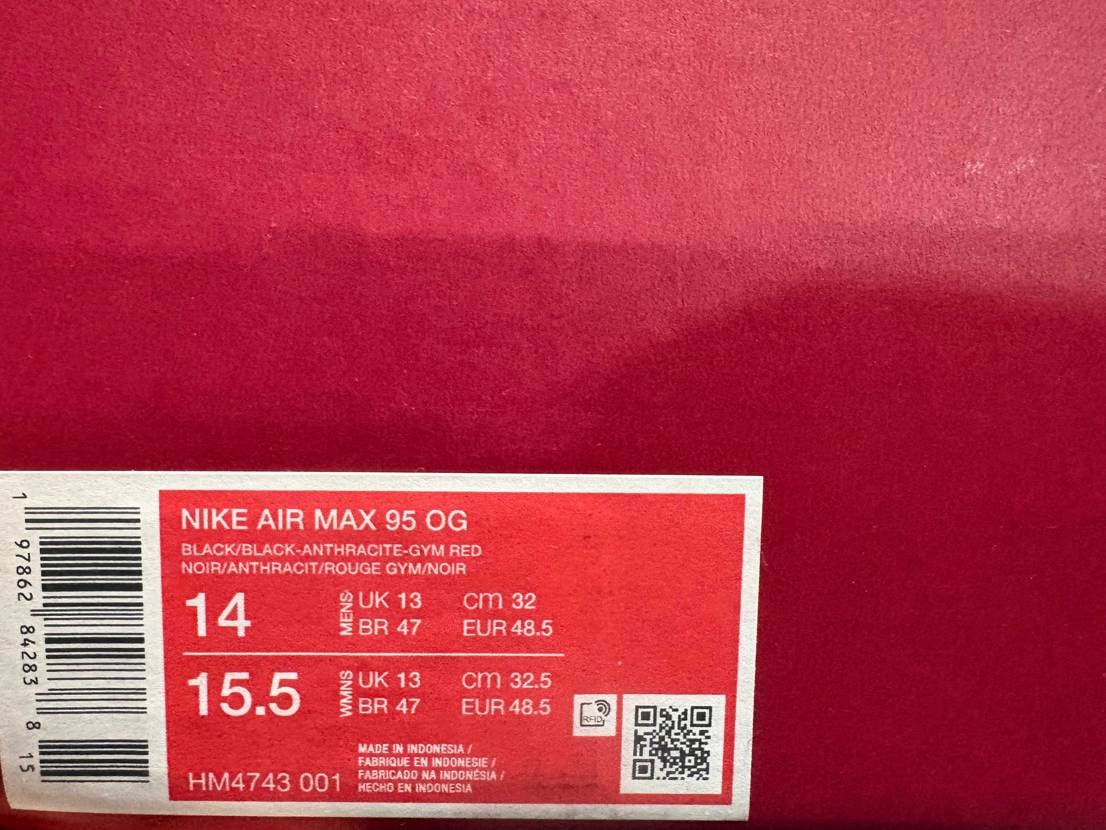 NIKE AIR MAX 95 OG
BLACK/BLACK-ANTHRACITE-GYM RED
NOIR/ANTHRACIT/ROUGE GYM/NOIR
14 MENS UK 13 cm 32
BR 47 EUR 48.5
15.5 WMNS UK 13 cm 32.5
BR 47 EUR 48.5
RFID
MADE IN INDONESIA /
FABRIQUE EN INDONESIE /
FABRICADO NA INDONÉSIA /
HECHO EN INDONESIA
HM4743 001
1 97862 84283 8 15